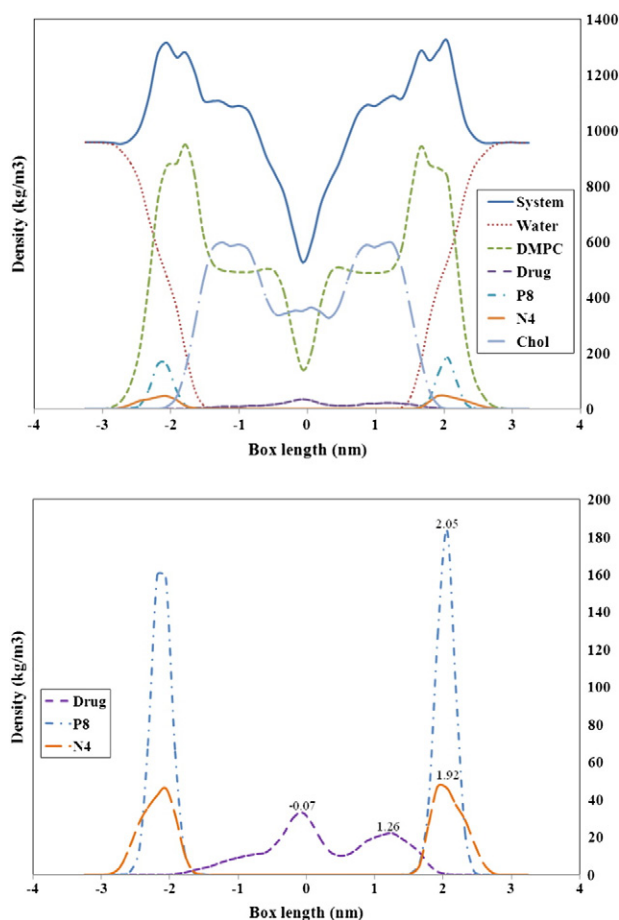 1400
1200
1000
800
600
400
200
0
Density (kg/m3)
System
Water
DMPC
Drug
P8
N4
Chol
-4 -3 -2 -1 0 1 2 3 4
Box length (nm)
200
180
160
140
120
100
80
60
40
20
0
Density (kg/m3)
Drug
P8
N4
2.05
1.92
-0.07
1.26
-4 -3 -2 -1 0 1 2 3 4
Box length (nm)